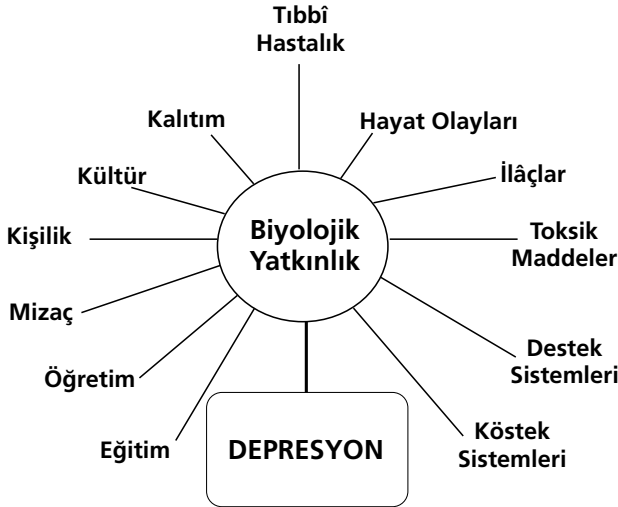 Tıbbî
Hastalık
Kalıtım
Hayat Olayları
Kültür
İlâçlar
Kişilik
Biyolojik
Yatkınlık
Toksik
Maddeler
Mizaç
Destek
Sistemleri
Öğretim
Eğitim
DEPRESYON
Köstek
Sistemleri